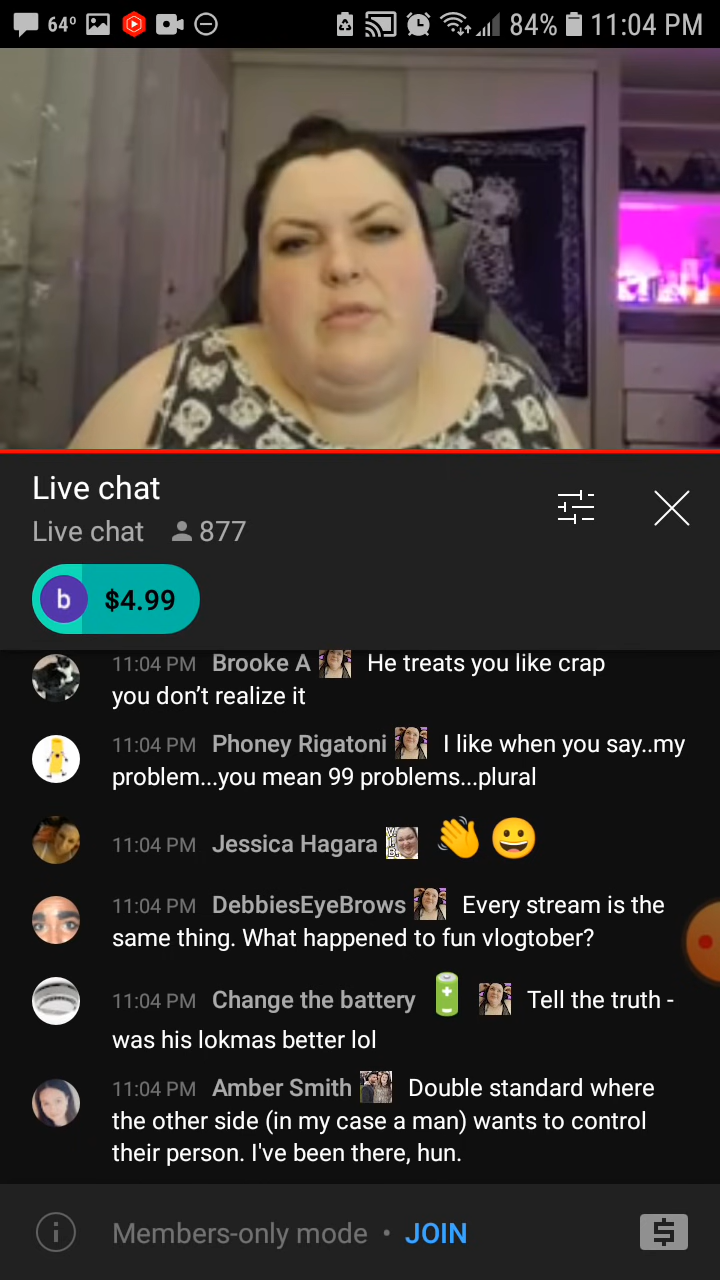 64° 84% 11:04 PM
Live chat
Live chat 877
b $4.99
11:04 PM Brooke A He treats you like crap
you don’t realize it
11:04 PM Phoney Rigatoni I like when you say..my
problem...you mean 99 problems...plural
11:04 PM Jessica Hagara
11:04 PM DebbiesEyeBrows Every stream is the
same thing. What happened to fun vlogtober?
11:04 PM Change the battery Tell the truth -
was his lokmas better lol
11:04 PM Amber Smith Double standard where
the other side (in my case a man) wants to control
their person. I've been there, hun.
Members-only mode • JOIN